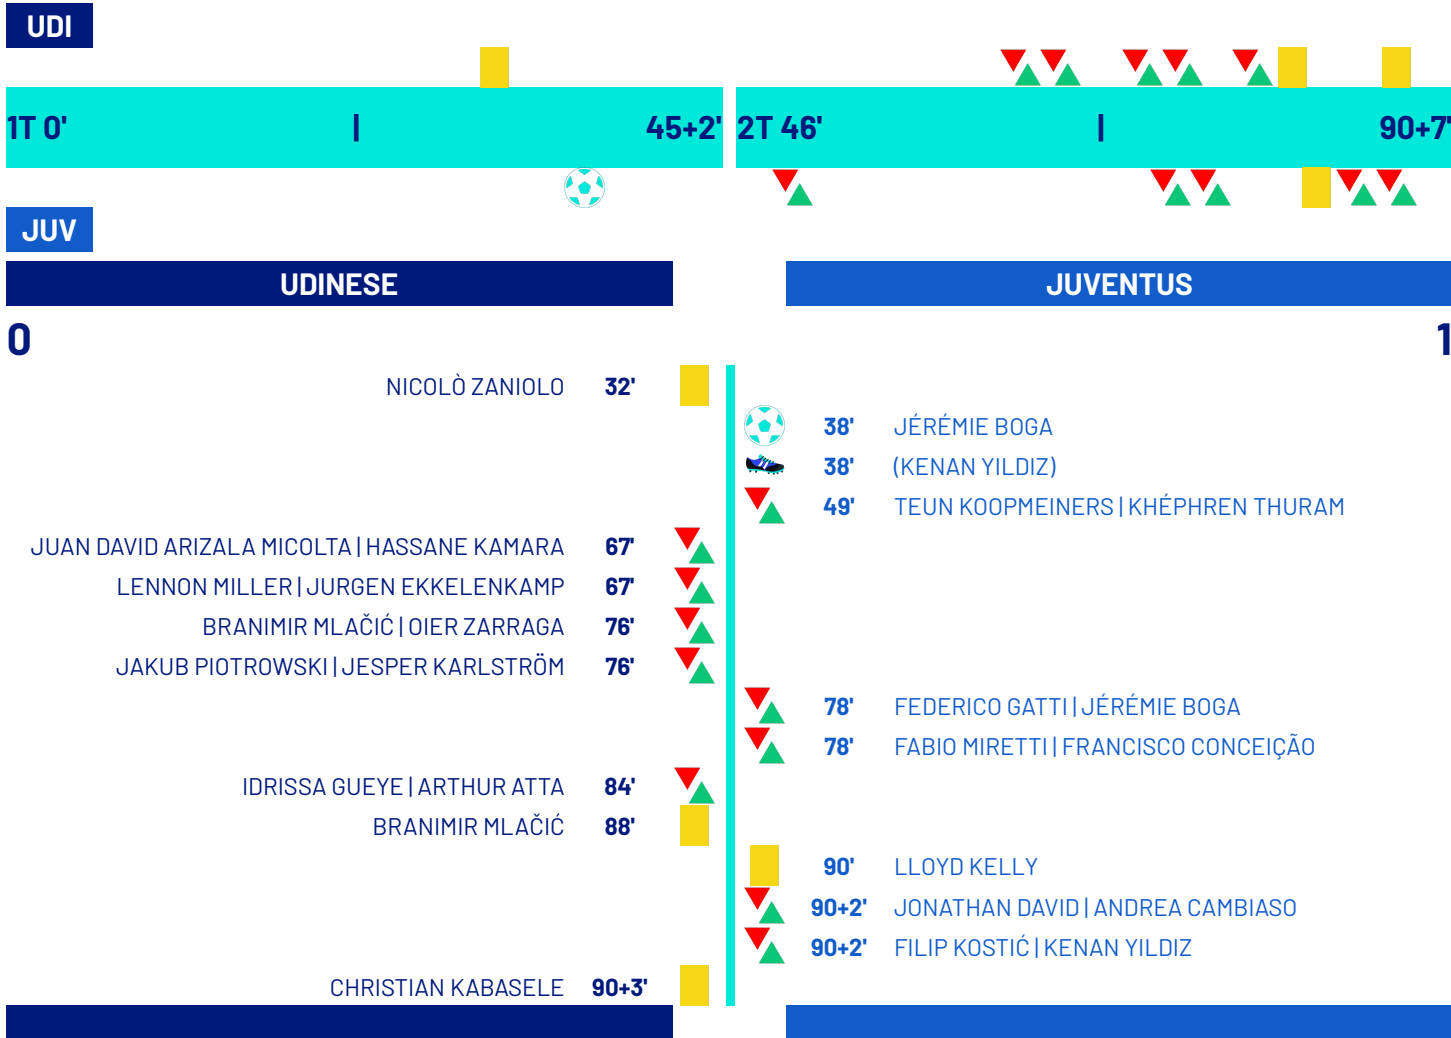 UDI
1T 0' | 45+2' 2T 46' | 90+7'
JUV
UDINESE JUVENTUS
0 1
NICOLÒ ZANIOLO 32'
38' JÉRÉMIE BOGA
38' (KENAN YILDIZ)
49' TEUN KOOPMEINERS | KHÉPHREN THURAM
JUAN DAVID ARIZALA MICOLTA | HASSANE KAMARA 67'
LENNON MILLER | JURGEN EKKELENKAMP 67'
BRANIMIR MLAČIĆ | OIER ZARRAGA 76'
JAKUB PIOTROWSKI | JESPER KARLSTRÖM 76'
78' FEDERICO GATTI | JÉRÉMIE BOGA
78' FABIO MIRETTI | FRANCISCO CONCEIÇÃO
IDRISSA GUEYE | ARTHUR ATTA 84'
BRANIMIR MLAČIĆ 88'
90' LLOYD KELLY
90+2' JONATHAN DAVID | ANDREA CAMBIASO
90+2' FILIP KOSTIĆ | KENAN YILDIZ
CHRISTIAN KABASELE 90+3'